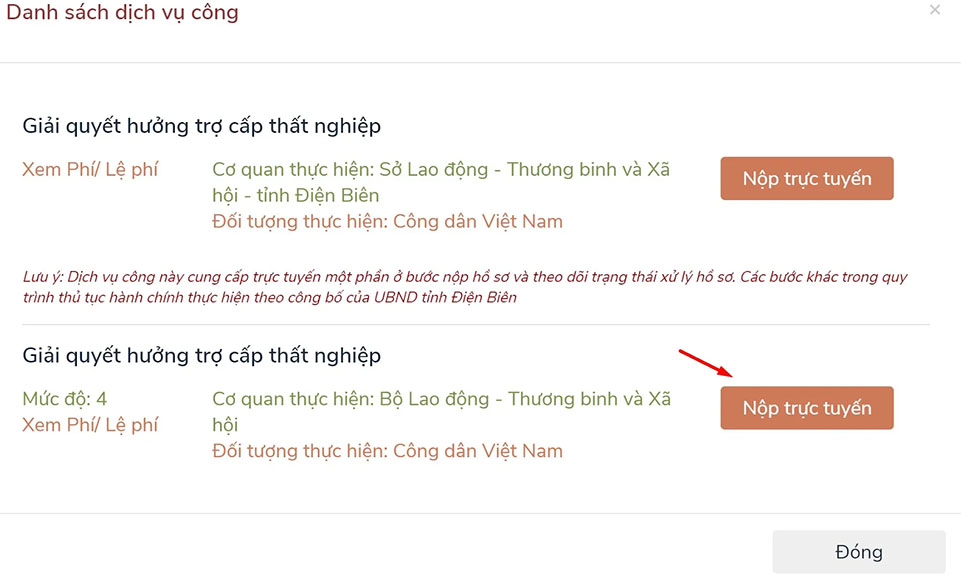 Danh sách dịch vụ công
×
Giải quyết hưởng trợ cấp thất nghiệp
Xem Phí/ Lệ phí
Cơ quan thực hiện: Sở Lao động - Thương binh và Xã
hội - tỉnh Điện Biên
Đối tượng thực hiện: Công dân Việt Nam
Nộp trực tuyến
Lưu ý: Dịch vụ công này cung cấp trực tuyến một phần ở bước nộp hồ sơ và theo dõi trạng thái xử lý hồ sơ. Các bước khác trong quy
trình thủ tục hành chính thực hiện theo công bố của UBND tỉnh Điện Biên
Giải quyết hưởng trợ cấp thất nghiệp
Mức độ: 4
Xem Phí/ Lệ phí
Cơ quan thực hiện: Bộ Lao động - Thương binh và Xã
hội
Đối tượng thực hiện: Công dân Việt Nam
Nộp trực tuyến
Đóng